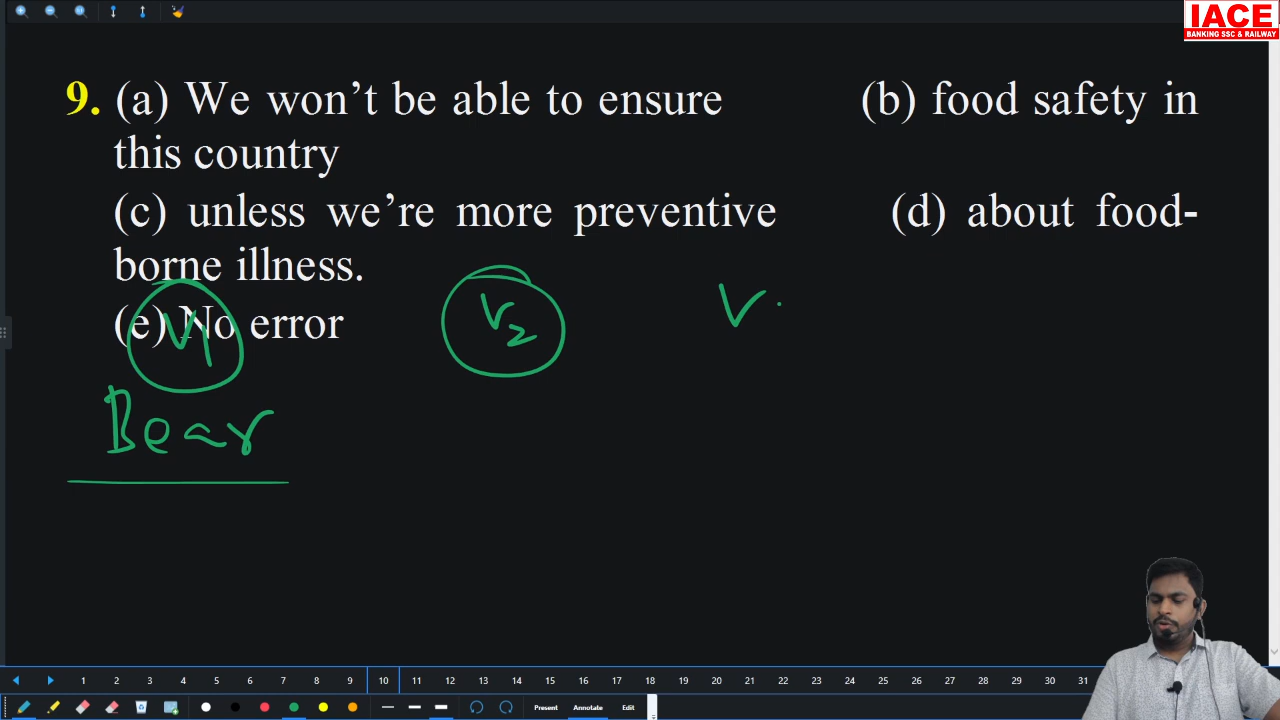 IACE
BANKING SSC & RAILWAY
9. (a) We won't be able to ensure (b) food safety in
this country
(c) unless we're more preventive (d) about food-
borne illness.
(e) No error
V1 V2 V
Bear
1 2 3 4 5 6 7 8 9 10 11 12 13 14 15 16 17 18 19 20 21 22 23 24 25 26 27 28 29 30 31
Present Annotate Edit